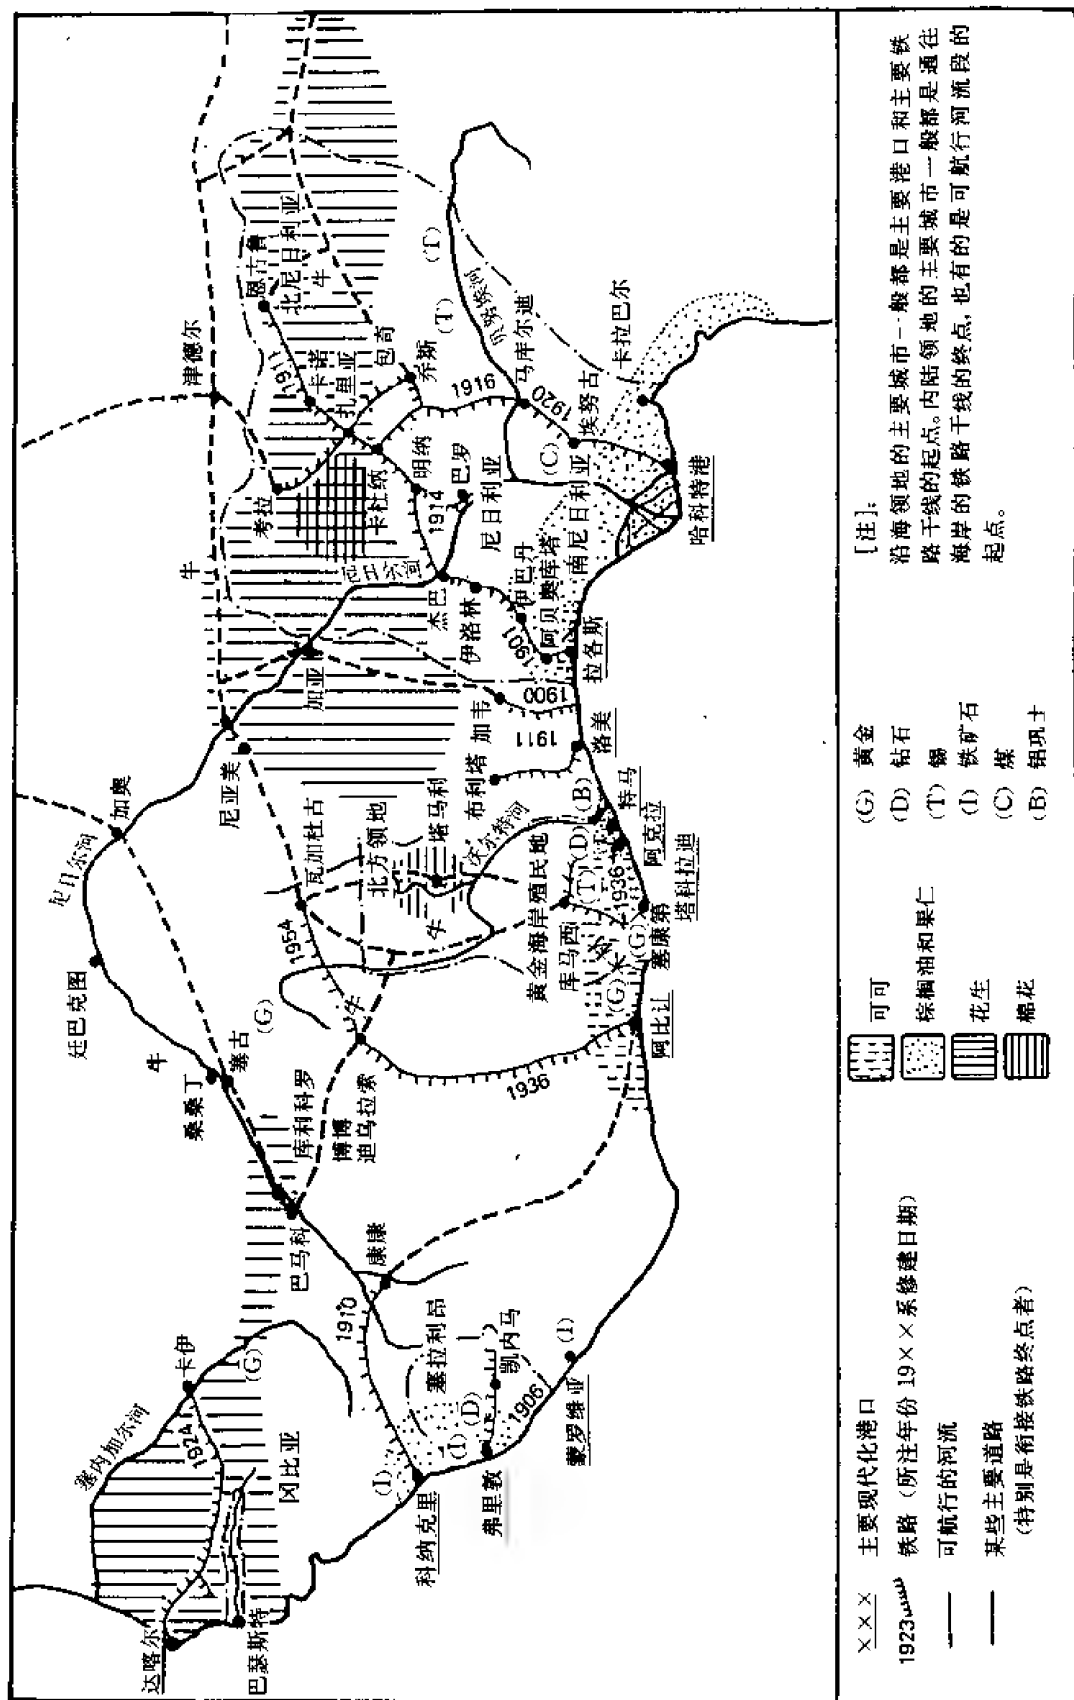 达喀尔
巴瑟斯特
塞内加尔河
1924
卡伊
(G)
冈比亚
科纳克里
(I)
弗里敦
(I)
(D)
塞拉利昂
凯内马
1906
蒙罗维亚
(I)
1910
康康
巴马科
库利科罗
桑桑丁
塞古
牛
廷巴克图
尼日尔河
加奥
(G)
博博
迪乌拉索
牛
1936
1954
瓦加杜古
北方领地
塔马利
牛
沃尔特河
黄金海岸殖民地
库马西
(T)
(D)
(B)
(G)
(G)
1936
阿比让
塞康第
塔科拉迪
阿克拉
特马
洛美
1911
布利塔
加韦
1900
尼亚美
加亚
牛
尼日尔河
杰巴
伊洛林
伊巴丹
1901
阿贝奥库塔
拉各斯
南尼日利亚
尼日利亚
巴罗
明纳
1914
卡杜纳
考拉
津德尔
扎里亚
卡诺
1911
恩古鲁
北尼日利亚
牛
包奇
乔斯
(T)
(T)
贝努埃河
1916
马库尔迪
1920
埃努古
(C)
卡拉巴尔
哈科特港
[注]:
沿海领地的主要城市一般都是主要港口和主要铁
路干线的起点。内陆领地的主要城市一般都是通往
海岸的铁路干线的终点,也有的是可航行河流段的
起点。
××× 主要现代化港口
1923 铁路(所注年份19××系修建日期)
可航行的河流
某些主要道路
(特别是衔接铁路终点者)
可可
棕榈油和果仁
花生
棉花
(G) 黄金
(D) 钻石
(T) 锡
(I) 铁矿石
(C) 煤
(B) 铝矾土